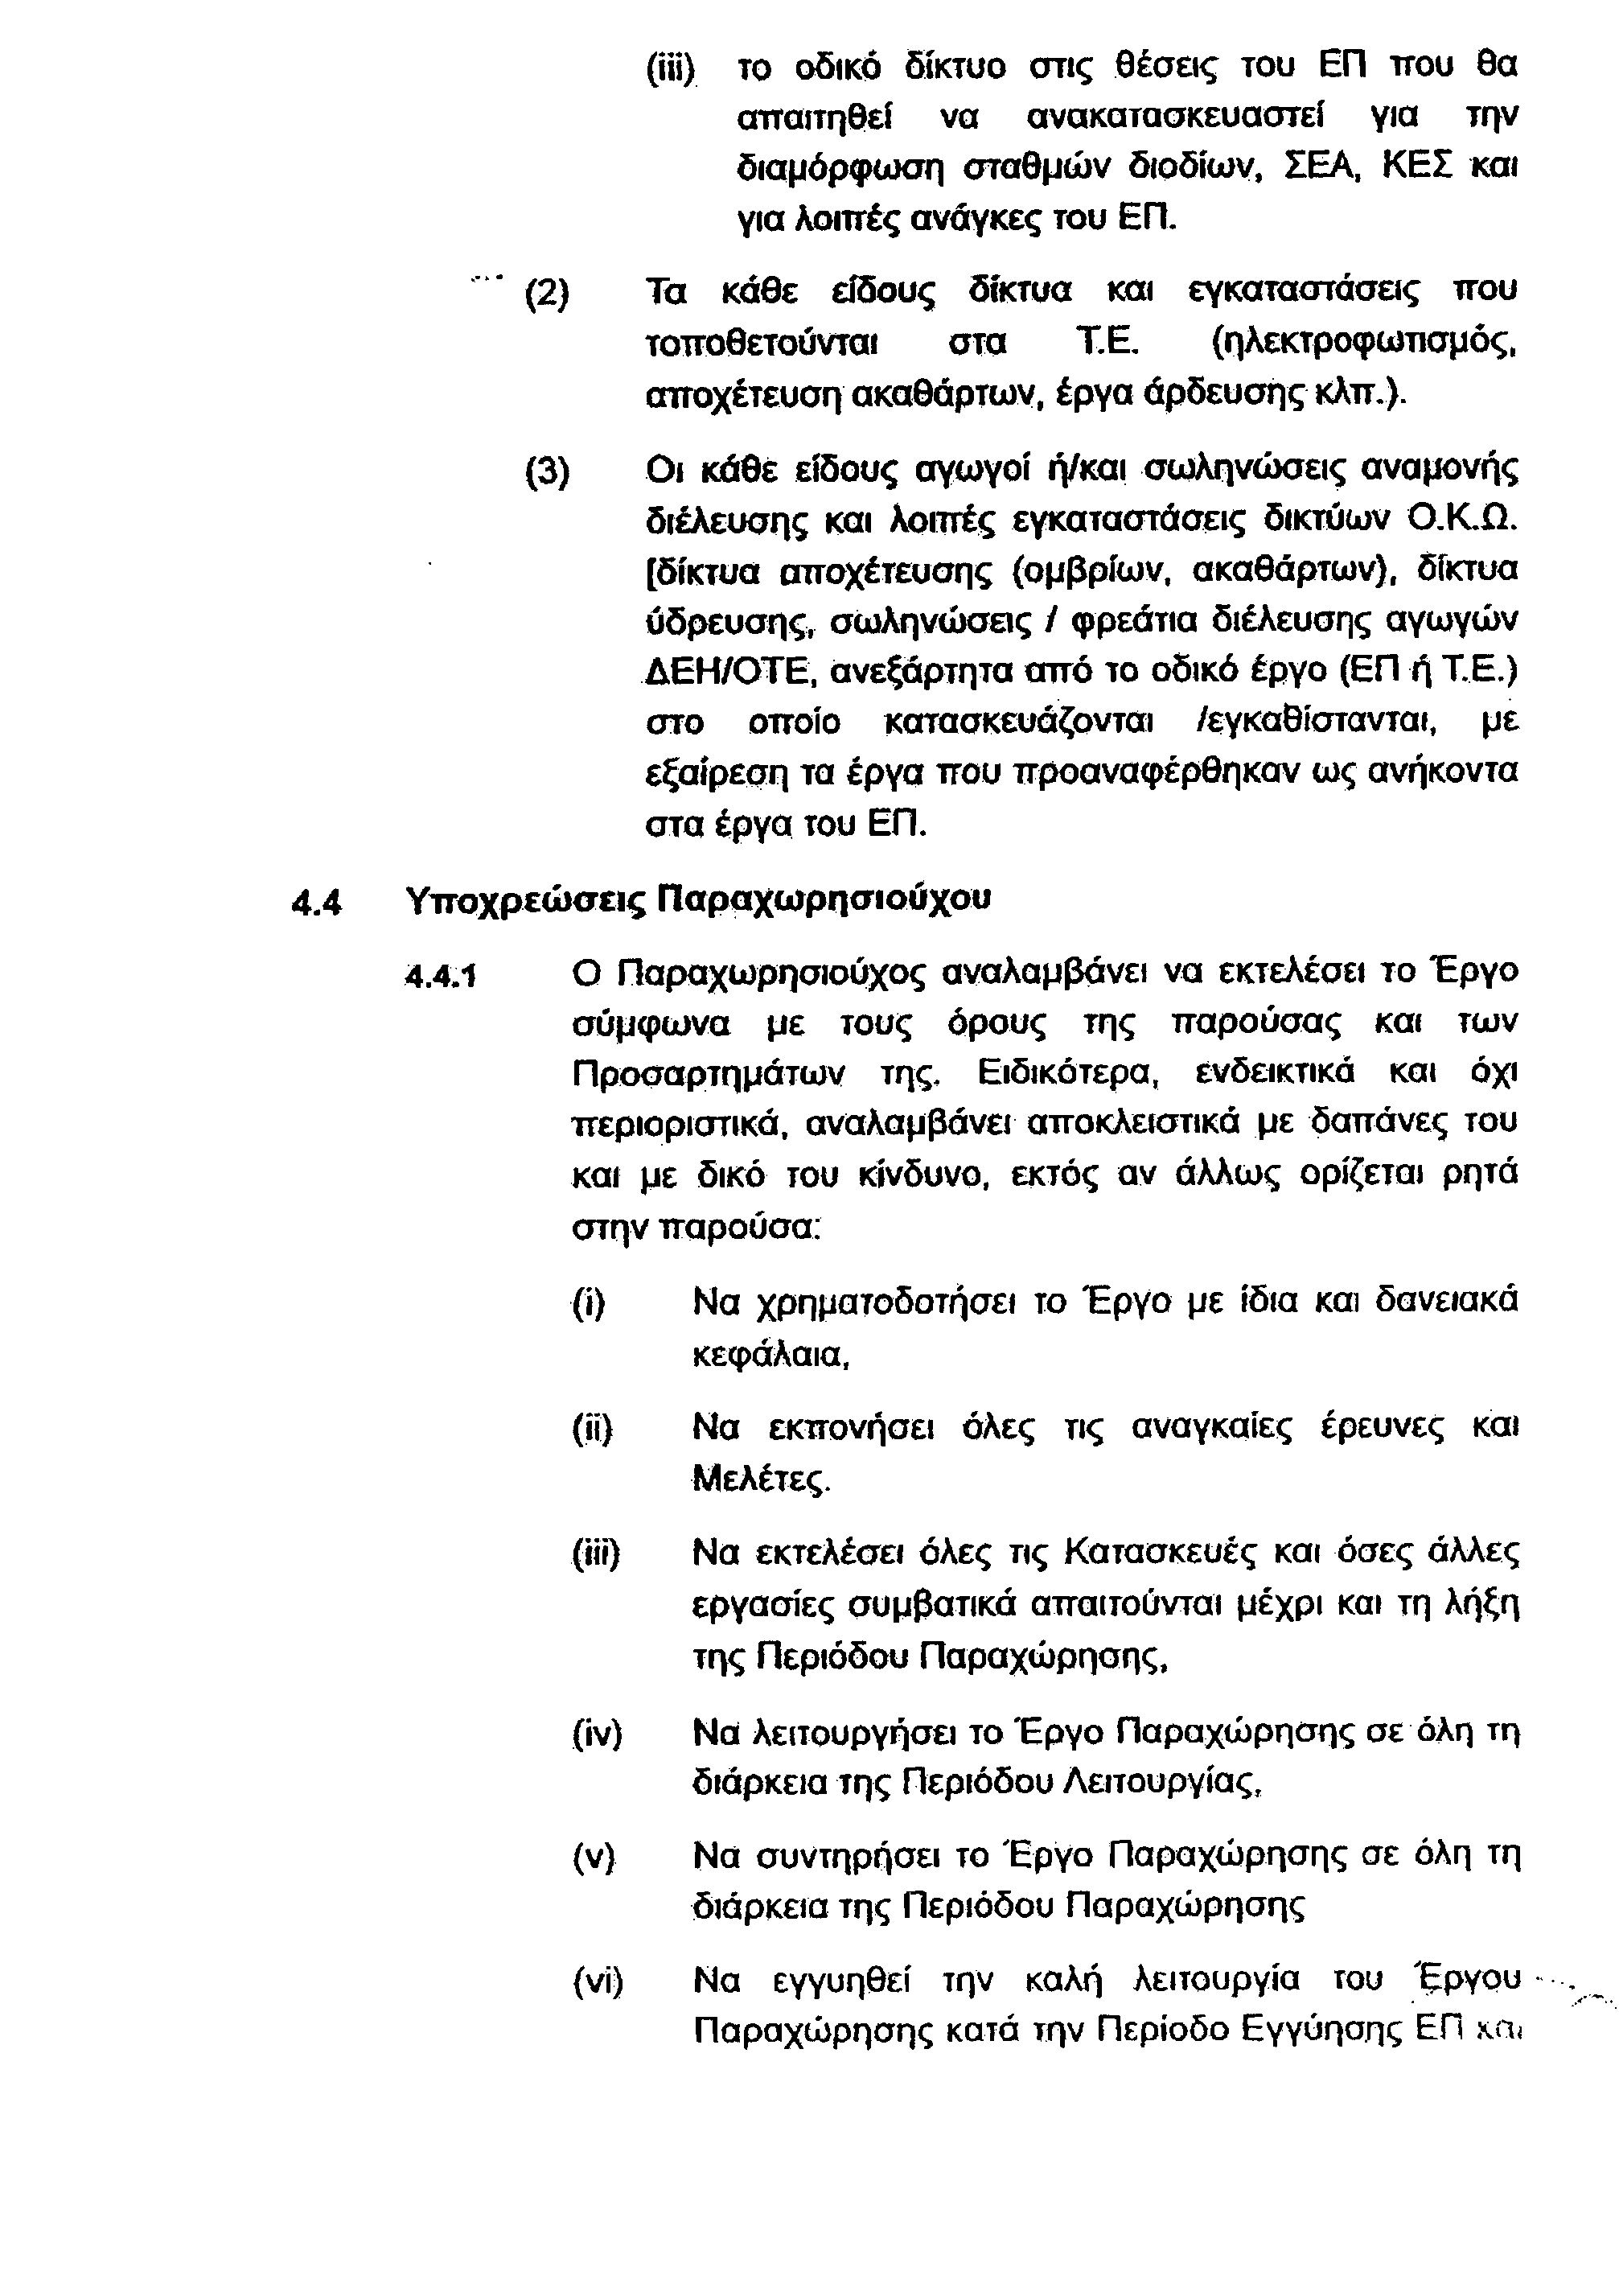 (iii) το οδικό δίκτυο στις θέσεις του ΕΠ που θα
απαιτηθεί να ανακατασκευαστεί για την
διαμόρφωση σταθμών διοδίων, ΣΕΑ, ΚΕΣ και
για λοιπές ανάγκες του ΕΠ.
(2) Τα κάθε είδους δίκτυα και εγκαταστάσεις που
τοποθετούνται στα Τ.Ε. (ηλεκτροφωτισμός,
αποχέτευση ακαθάρτων, έργα άρδευσης κλπ.).
(3) Οι κάθε είδους αγωγοί ή/και σωληνώσεις αναμονής
διέλευσης και λοιπές εγκαταστάσεις δικτύων Ο.Κ.Ω.
[δίκτυα αποχέτευσης (ομβρίων, ακαθάρτων), δίκτυα
ύδρευσης, σωληνώσεις / φρεάτια διέλευσης αγωγών
ΔΕΗ/ΟΤΕ, ανεξάρτητα από το οδικό έργο (ΕΠ ή Τ.Ε.)
στο οποίο κατασκευάζονται /εγκαθίστανται, με
εξαίρεση τα έργα που προαναφέρθηκαν ως ανήκοντα
στα έργα του ΕΠ.
4.4 Υποχρεώσεις Παραχωρησιούχου
4.4.1 Ο Παραχωρησιούχος αναλαμβάνει να εκτελέσει το Έργο
σύμφωνα με τους όρους της παρούσας και των
Προσαρτημάτων της. Ειδικότερα, ενδεικτικά και όχι
περιοριστικά, αναλαμβάνει αποκλειστικά με δαπάνες του
και με δικό του κίνδυνο, εκτός αν άλλως ορίζεται ρητά
στην παρούσα:
(i) Να χρηματοδοτήσει το Έργο με ίδια και δανειακά
κεφάλαια,
(ii) Να εκπονήσει όλες τις αναγκαίες έρευνες και
Μελέτες.
(iii) Να εκτελέσει όλες τις Κατασκευές και όσες άλλες
εργασίες συμβατικά απαιτούνται μέχρι και τη λήξη
της Περιόδου Παραχώρησης,
(iv) Να λειτουργήσει το Έργο Παραχώρησης σε όλη τη
διάρκεια της Περιόδου Λειτουργίας,
(v) Να συντηρήσει το Έργο Παραχώρησης σε όλη τη
διάρκεια της Περιόδου Παραχώρησης
(vi) Να εγγυηθεί την καλή λειτουργία του Έργου
Παραχώρησης κατά την Περίοδο Εγγύησης ΕΠ και